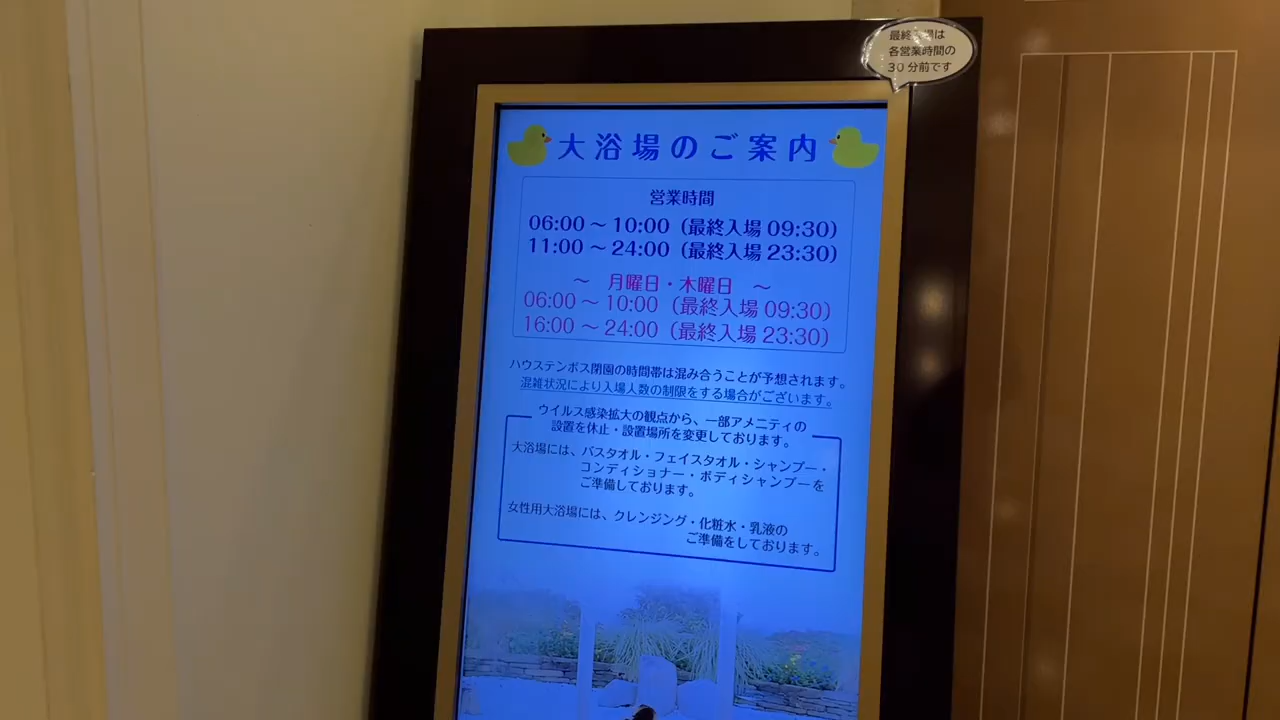 最終入場は
各営業時間の
30分前です
大浴場のご案内
営業時間
06:00 ～ 10:00（最終入場 09:30）
11:00 ～ 24:00（最終入場 23:30）
～ 月曜日・木曜日 ～
06:00 ～ 10:00（最終入場 09:30）
16:00 ～ 24:00（最終入場 23:30）
ハウステンボス閉園の時間帯は混み合うことが予想されます。
混雑状況により入場人数の制限をする場合がございます。
ウイルス感染拡大の観点から、一部アメニティの
設置を休止・設置場所を変更しております。
大浴場には、バスタオル・フェイスタオル・シャンプー・
コンディショナー・ボディシャンプーを
ご準備しております。
女性用大浴場には、クレンジング・化粧水・乳液の
ご準備をしております。